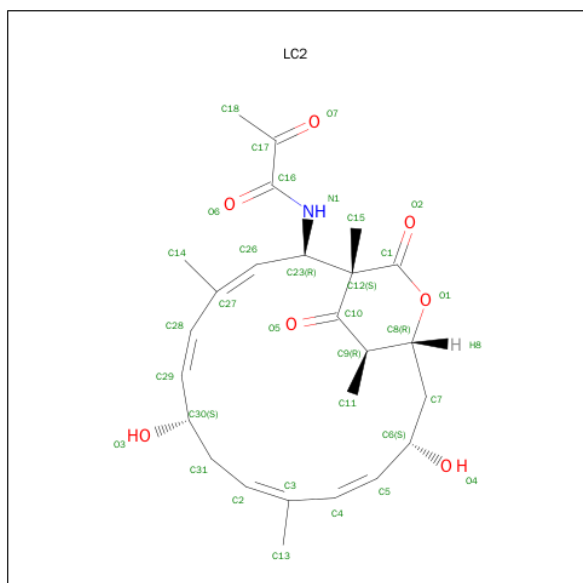 LC2
C18
O7
O
C17
C16
O
O6
N1
NH
C15
O2
O
C14
C26
C23(R)
C1
C12(S)
O1
O
C27
C10
O5
O
C8(R)
H
H8
C28
C9(R)
C29
C11
C7
C30(S)
C6(S)
HO
O3
O H
O4
C31
C2
C3
C5
C4
C13